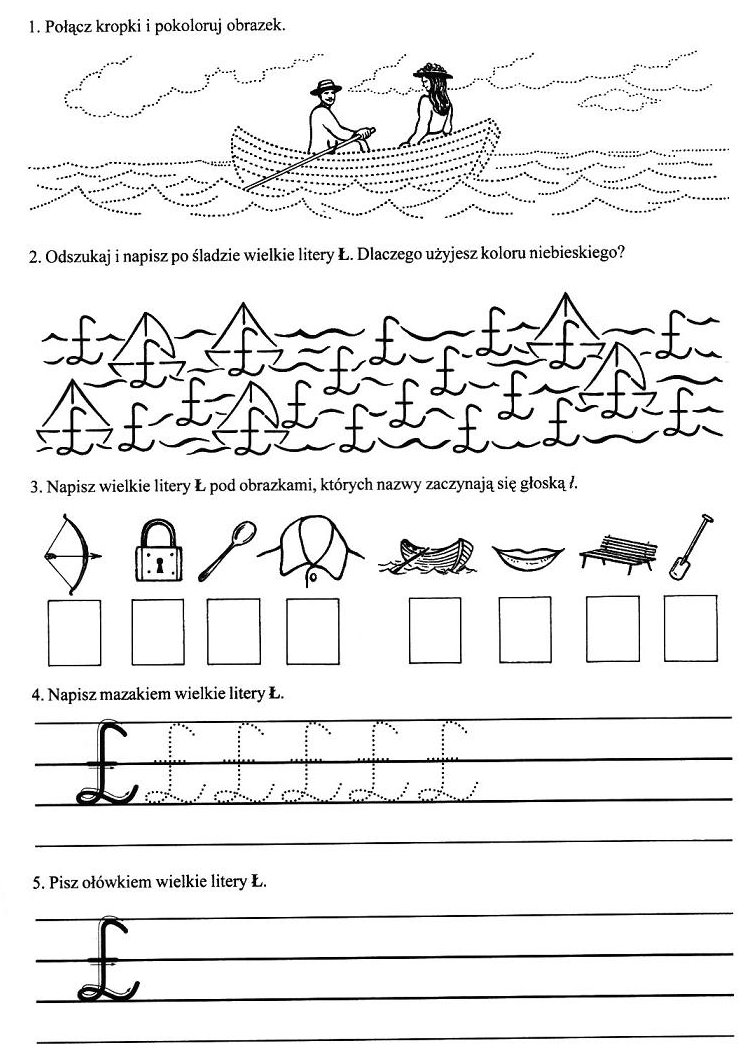 1. Połącz kropki i pokoloruj obrazek.
2. Odszukaj i napisz po śladzie wielkie litery Ł. Dlaczego użyjesz koloru niebieskiego?
Ł Ł Ł Ł Ł Ł Ł
Ł Ł Ł
Ł Ł Ł Ł Ł Ł Ł
Ł Ł Ł Ł Ł Ł
3. Napisz wielkie litery Ł pod obrazkami, których nazwy zaczynają się głoską ł.
4. Napisz mazakiem wielkie litery Ł.
Ł Ł Ł Ł Ł Ł
5. Pisz ołówkiem wielkie litery Ł.
Ł